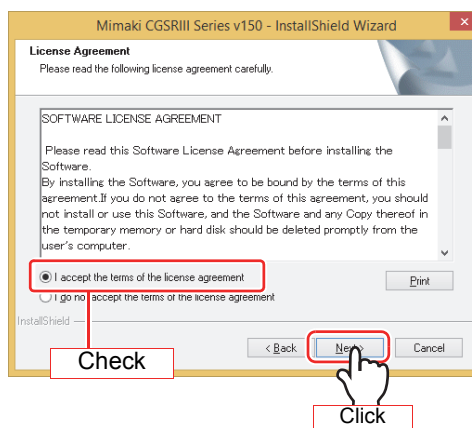 Mimaki CGSRIII Series v150 - InstallShield Wizard
License Agreement
Please read the following license agreement carefully.
SOFTWARE LICENSE AGREEMENT
Please read this Software License Agreement before installing the
Software.
By installing the Software, you agree to be bound by the terms of this
agreement.If you do not agree to the terms of this agreement, you should
not install or use this Software, and the Software and any Copy thereof in
the temporary memory or hard disk should be deleted promptly from the
user's computer.
I accept the terms of the license agreement
Print
I do not accept the terms of the license agreement
InstallShield
< Back
Next >
Cancel
Check
Click